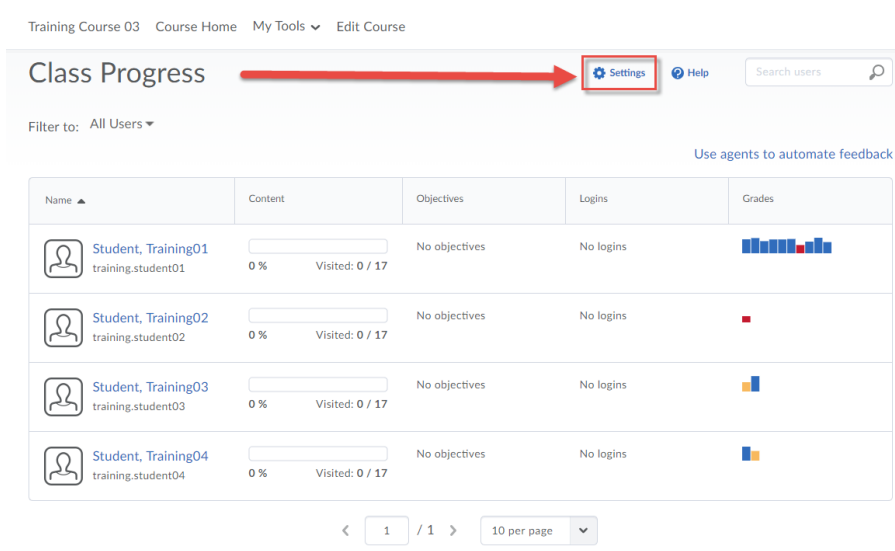 Training Course 03 Course Home My Tools Edit Course
Class Progress
Settings
Help
Search users
Filter to: All Users
Use agents to automate feedback
Name Content Objectives Logins Grades
Student, Training01 No objectives No logins
training.student01 0 % Visited: 0 / 17
Student, Training02 No objectives No logins
training.student02 0 % Visited: 0 / 17
Student, Training03 No objectives No logins
training.student03 0 % Visited: 0 / 17
Student, Training04 No objectives No logins
training.student04 0 % Visited: 0 / 17
1 / 1 10 per page